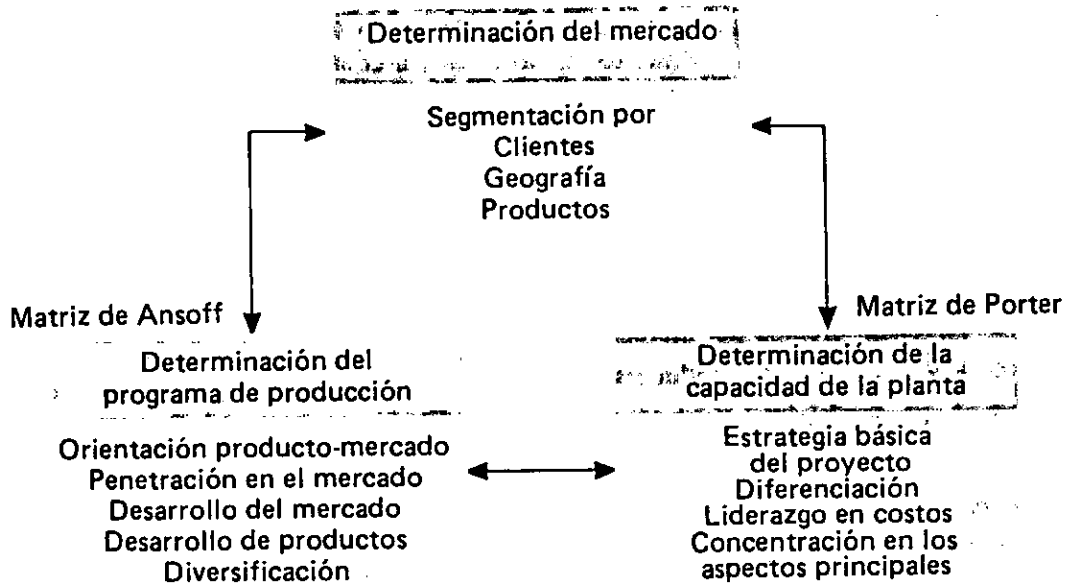 Determinación del mercado
Segmentación por
Clientes
Geografía
Productos
Matriz de Ansoff
Determinación del
programa de producción
Orientación producto-mercado
Penetración en el mercado
Desarrollo del mercado
Desarrollo de productos
Diversificación
Matriz de Porter
Determinación de la
capacidad de la planta
Estrategia básica
del proyecto
Diferenciación
Liderazgo en costos
Concentración en los
aspectos principales